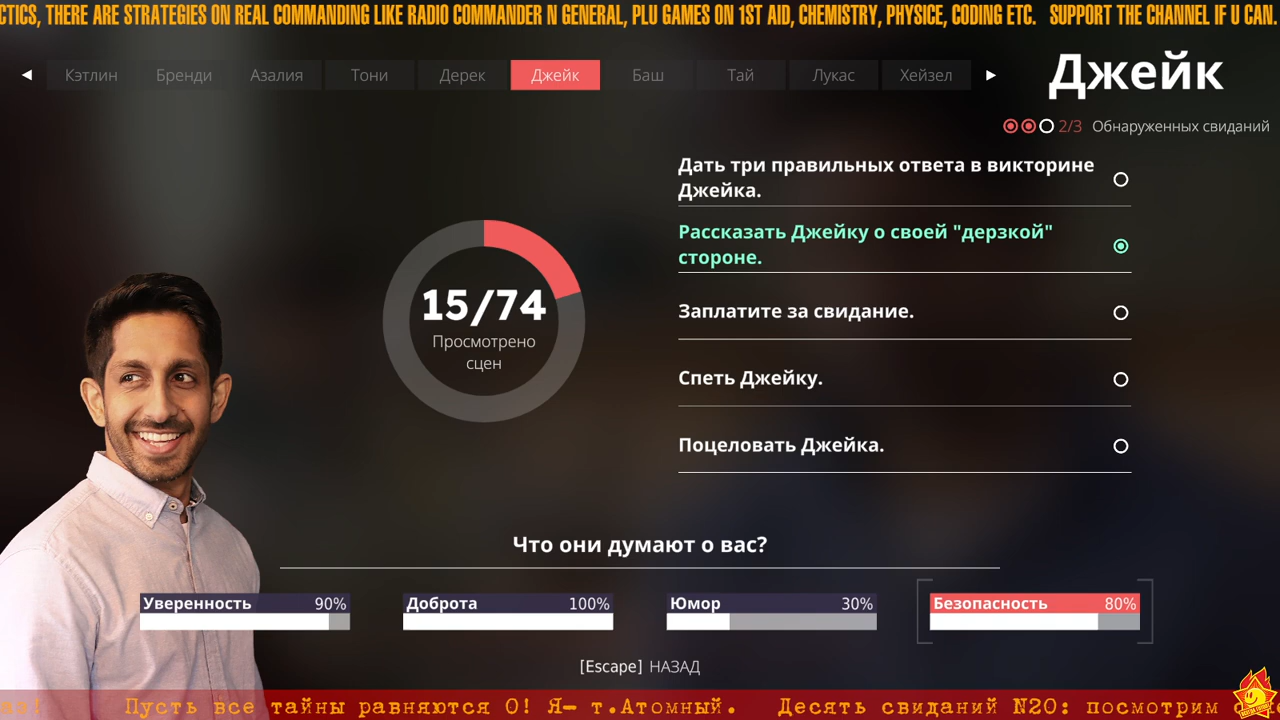 CTICS, THERE ARE STRATEGIES ON REAL COMMANDING LIKE RADIO COMMANDER N GENERAL, PLU GAMES ON 1ST AID, CHEMISTRY, PHYSICE, CODING ETC. SUPPORT THE CHANNEL IF U CAN.
Кэтлин Бренди Азалия Тони Дерек Джейк Баш Тай Лукас Хейзел
Джейк
2/3 Обнаруженных свиданий
Дать три правильных ответа в викторине
Джейка.
Рассказать Джейку о своей "дерзкой"
стороне.
Заплатите за свидание.
Спеть Джейку.
Поцеловать Джейка.
15/74
Просмотрено
сцен
Что они думают о вас?
Уверенность 90%
Доброта 100%
Юмор 30%
Безопасность 80%
[Escape] НАЗАД
Пусть все тайны равняются 0! Я- т.Атомный. Десять свиданий N20: посмотрим